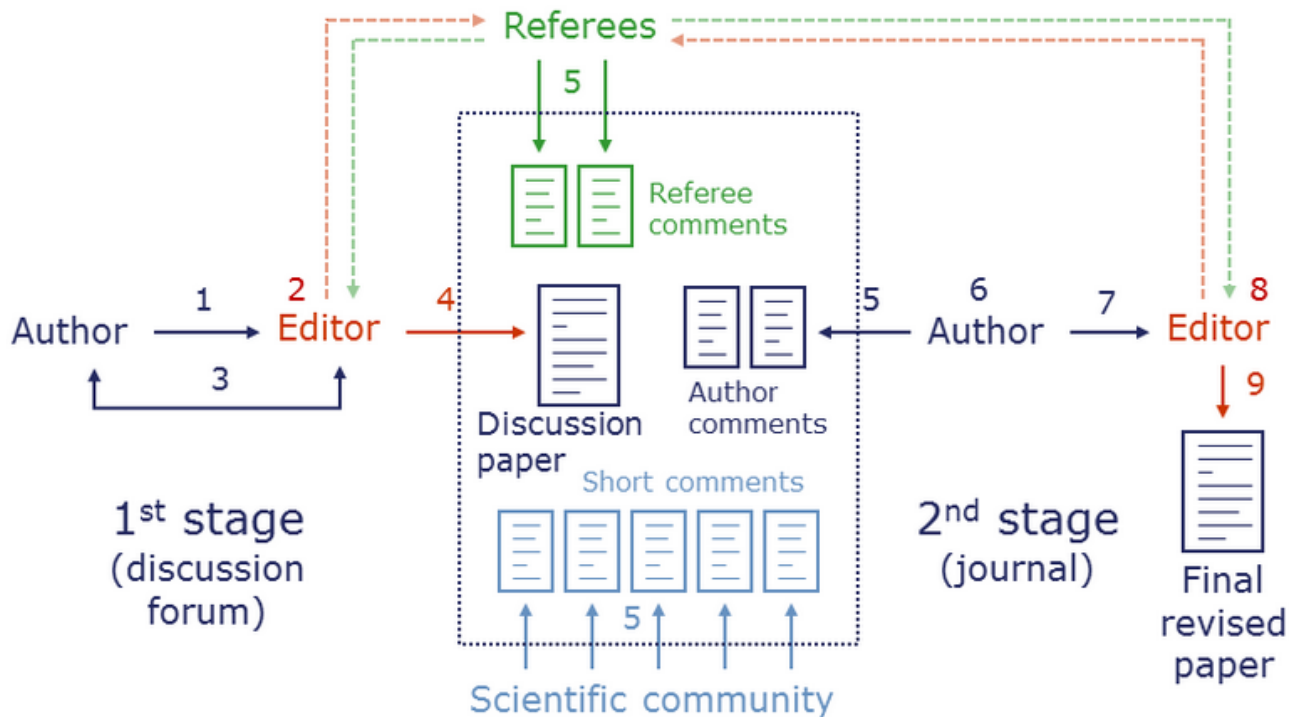 Referees
5
Referee
comments
1
2
4
5
6
7
8
Author
Editor
Author
Editor
3
9
Discussion
paper
Author
comments
Short comments
1st stage
(discussion
forum)
2nd stage
(journal)
Final
revised
paper
5
Scientific community